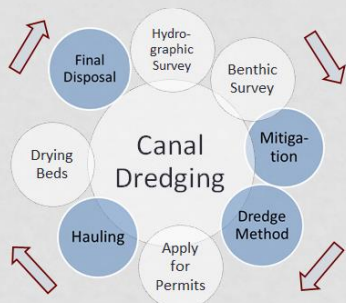 Hydro-
graphic
Survey
Benthic
Survey
Mitiga-
tion
Dredge
Method
Apply
for
Permits
Hauling
Drying
Beds
Final
Disposal
Canal
Dredging